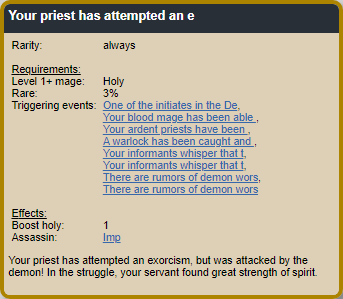 Your priest has attempted an e
Rarity: always
Requirements:
Level 1+ mage: Holy
Rare: 3%
Triggering events: One of the initiates in the De,
Your blood mage has been able ,
Your ardent priests have been ,
A warlock has been caught and ,
Your informants whisper that t,
Your informants whisper that t,
There are rumors of demon wors,
There are rumors of demon wors
Effects:
Boost holy: 1
Assassin: Imp
Your priest has attempted an exorcism, but was attacked by the
demon! In the struggle, your servant found great strength of spirit.